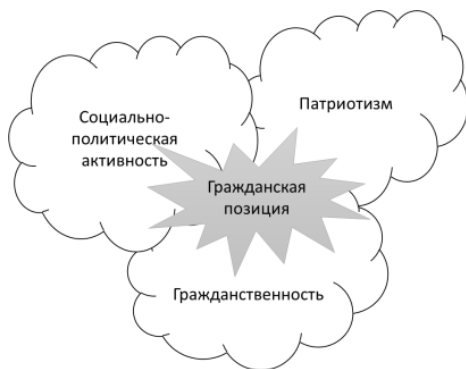 Социально-
политическая
активность
Патриотизм
Гражданская
позиция
Гражданственность